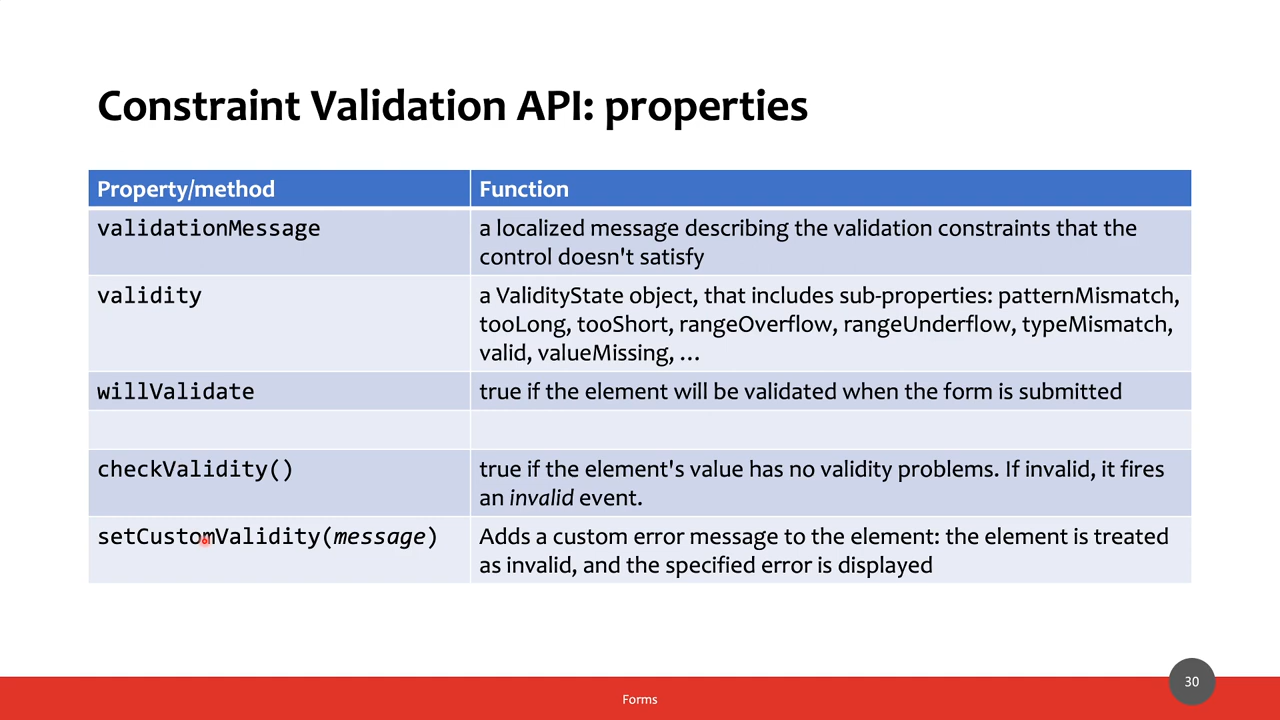 Constraint Validation API: properties
Property/method
Function
validationMessage
a localized message describing the validation constraints that the
control doesn't satisfy
validity
a ValidityState object, that includes sub-properties: patternMismatch,
tooLong, tooShort, rangeOverflow, rangeUnderflow, typeMismatch,
valid, valueMissing, …
willValidate
true if the element will be validated when the form is submitted
checkValidity()
true if the element's value has no validity problems. If invalid, it fires
an invalid event.
setCustomValidity(message)
Adds a custom error message to the element: the element is treated
as invalid, and the specified error is displayed
30
Forms